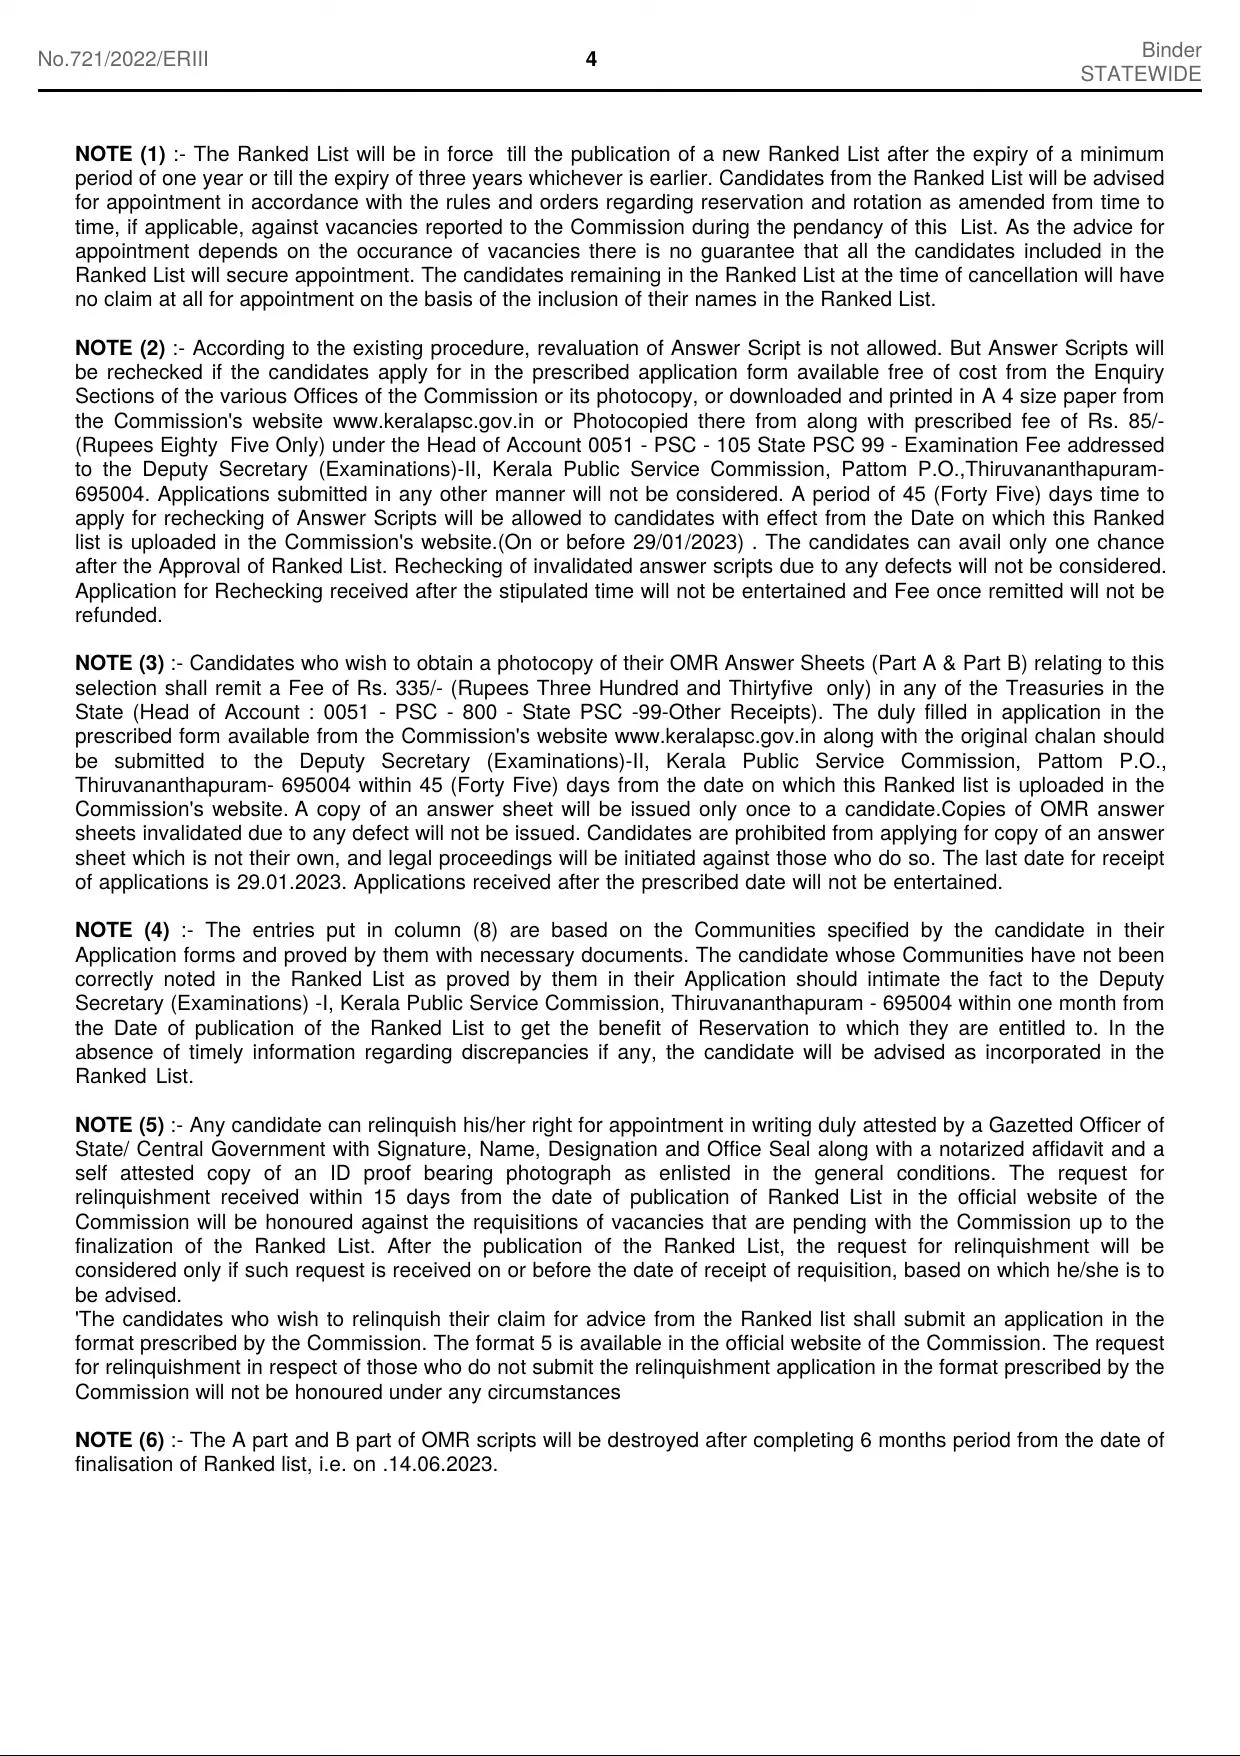 No.721/2022/ERIII
4
Binder
STATEWIDE
NOTE (1) :- The Ranked List will be in force till the publication of a new Ranked List after the expiry of a minimum
period of one year or till the expiry of three years whichever is earlier. Candidates from the Ranked List will be advised
for appointment in accordance with the rules and orders regarding reservation and rotation as amended from time to
time, if applicable, against vacancies reported to the Commission during the pendancy of this List. As the advice for
appointment depends on the occurance of vacancies there is no guarantee that all the candidates included in the
Ranked List will secure appointment. The candidates remaining in the Ranked List at the time of cancellation will have
no claim at all for appointment on the basis of the inclusion of their names in the Ranked List.
NOTE (2) :- According to the existing procedure, revaluation of Answer Script is not allowed. But Answer Scripts will
be rechecked if the candidates apply for in the prescribed application form available free of cost from the Enquiry
Sections of the various Offices of the Commission or its photocopy, or downloaded and printed in A 4 size paper from
the Commission's website www.keralapsc.gov.in or Photocopied there from along with prescribed fee of Rs. 85/-
(Rupees Eighty Five Only) under the Head of Account 0051 - PSC - 105 State PSC 99 - Examination Fee addressed
to the Deputy Secretary (Examinations)-II, Kerala Public Service Commission, Pattom P.O.,Thiruvananthapuram-
695004. Applications submitted in any other manner will not be considered. A period of 45 (Forty Five) days time to
apply for rechecking of Answer Scripts will be allowed to candidates with effect from the Date on which this Ranked
list is uploaded in the Commission's website.(On or before 29/01/2023) . The candidates can avail only one chance
after the Approval of Ranked List. Rechecking of invalidated answer scripts due to any defects will not be considered.
Application for Rechecking received after the stipulated time will not be entertained and Fee once remitted will not be
refunded.
NOTE (3) :- Candidates who wish to obtain a photocopy of their OMR Answer Sheets (Part A & Part B) relating to this
selection shall remit a Fee of Rs. 335/- (Rupees Three Hundred and Thirtyfive only) in any of the Treasuries in the
State (Head of Account : 0051 - PSC - 800 - State PSC -99-Other Receipts). The duly filled in application in the
prescribed form available from the Commission's website www.keralapsc.gov.in along with the original chalan should
be submitted to the Deputy Secretary (Examinations)-II, Kerala Public Service Commission, Pattom P.O.,
Thiruvananthapuram- 695004 within 45 (Forty Five) days from the date on which this Ranked list is uploaded in the
Commission's website. A copy of an answer sheet will be issued only once to a candidate.Copies of OMR answer
sheets invalidated due to any defect will not be issued. Candidates are prohibited from applying for copy of an answer
sheet which is not their own, and legal proceedings will be initiated against those who do so. The last date for receipt
of applications is 29.01.2023. Applications received after the prescribed date will not be entertained.
NOTE (4) :- The entries put in column (8) are based on the Communities specified by the candidate in their
Application forms and proved by them with necessary documents. The candidate whose Communities have not been
correctly noted in the Ranked List as proved by them in their Application should intimate the fact to the Deputy
Secretary (Examinations) -I, Kerala Public Service Commission, Thiruvananthapuram - 695004 within one month from
the Date of publication of the Ranked List to get the benefit of Reservation to which they are entitled to. In the
absence of timely information regarding discrepancies if any, the candidate will be advised as incorporated in the
Ranked List.
NOTE (5) :- Any candidate can relinquish his/her right for appointment in writing duly attested by a Gazetted Officer of
State/ Central Government with Signature, Name, Designation and Office Seal along with a notarized affidavit and a
self attested copy of an ID proof bearing photograph as enlisted in the general conditions. The request for
relinquishment received within 15 days from the date of publication of Ranked List in the official website of the
Commission will be honoured against the requisitions of vacancies that are pending with the Commission up to the
finalization of the Ranked List. After the publication of the Ranked List, the request for relinquishment will be
considered only if such request is received on or before the date of receipt of requisition, based on which he/she is to
be advised.
'The candidates who wish to relinquish their claim for advice from the Ranked list shall submit an application in the
format prescribed by the Commission. The format 5 is available in the official website of the Commission. The request
for relinquishment in respect of those who do not submit the relinquishment application in the format prescribed by the
Commission will not be honoured under any circumstances
NOTE (6) :- The A part and B part of OMR scripts will be destroyed after completing 6 months period from the date of
finalisation of Ranked list, i.e. on .14.06.2023.